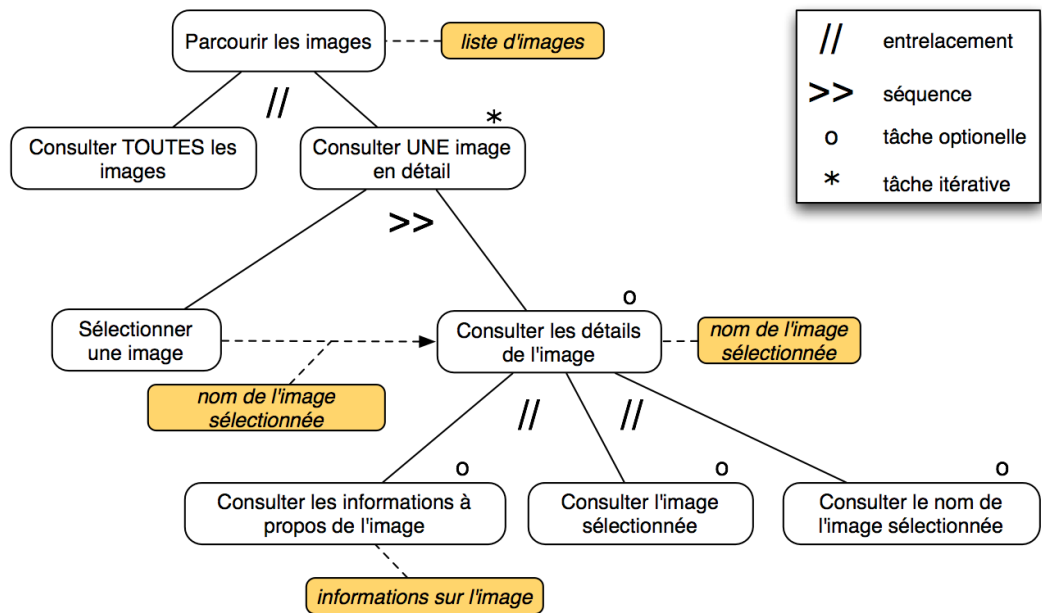 Parcourir les images
liste d'images
//
entrelacement
>>
séquence
o
tâche optionelle
*
tâche itérative
//
*
Consulter TOUTES les
images
Consulter UNE image
en détail
>>
Sélectionner
une image
o
Consulter les détails
de l'image
nom de l'image
sélectionnée
nom de l'image
sélectionnée
//
//
o
Consulter les informations à
propos de l'image
o
Consulter l'image
sélectionnée
o
Consulter le nom de
l'image sélectionnée
informations sur l'image